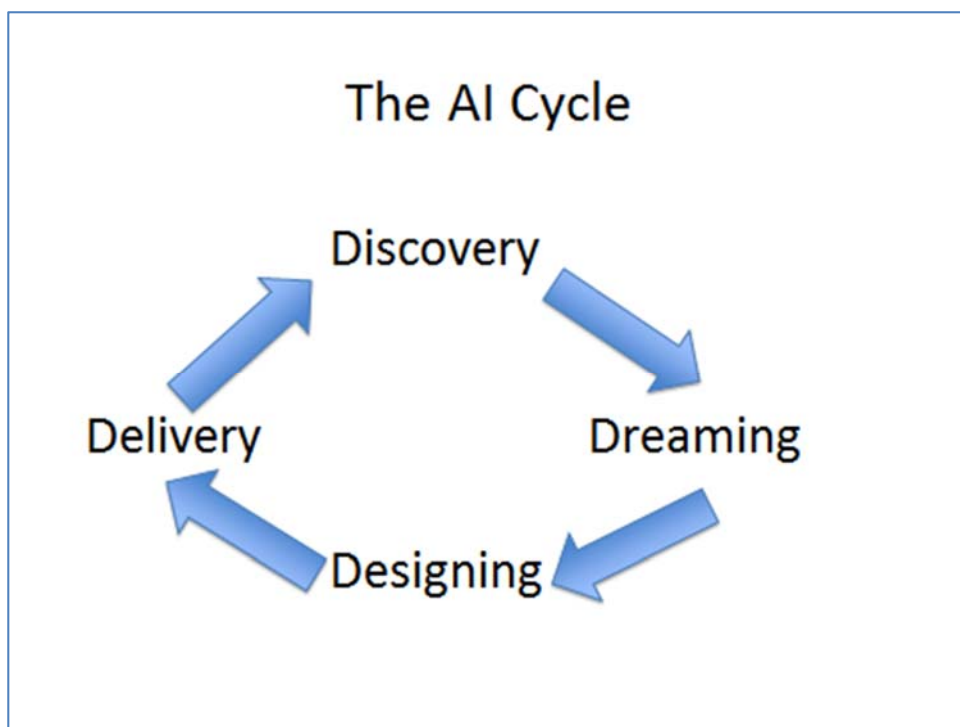 The AI Cycle
Discovery
Delivery
Dreaming
Designing